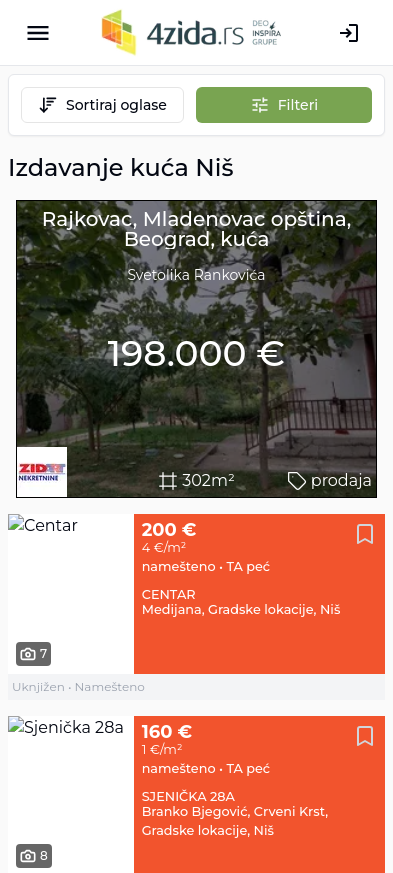 4zida.rs
DEO
INSPIRA
GRUPE
Sortiraj oglase
Filteri
Izdavanje kuća Niš
Rajkovac, Mladenovac opština,
Beograd, kuća
Svetolika Rankovića
198.000 €
ZIDTT
NEKRETNINE
302m²
prodaja
Centar
200 €
4 €/m²
namešteno • TA peć
CENTAR
Medijana, Gradske lokacije, Niš
7
Uknjižen • Namešteno
Sjenička 28a
160 €
1 €/m²
namešteno • TA peć
SJENIČKA 28A
Branko Bjegović, Crveni Krst,
Gradske lokacije, Niš
8